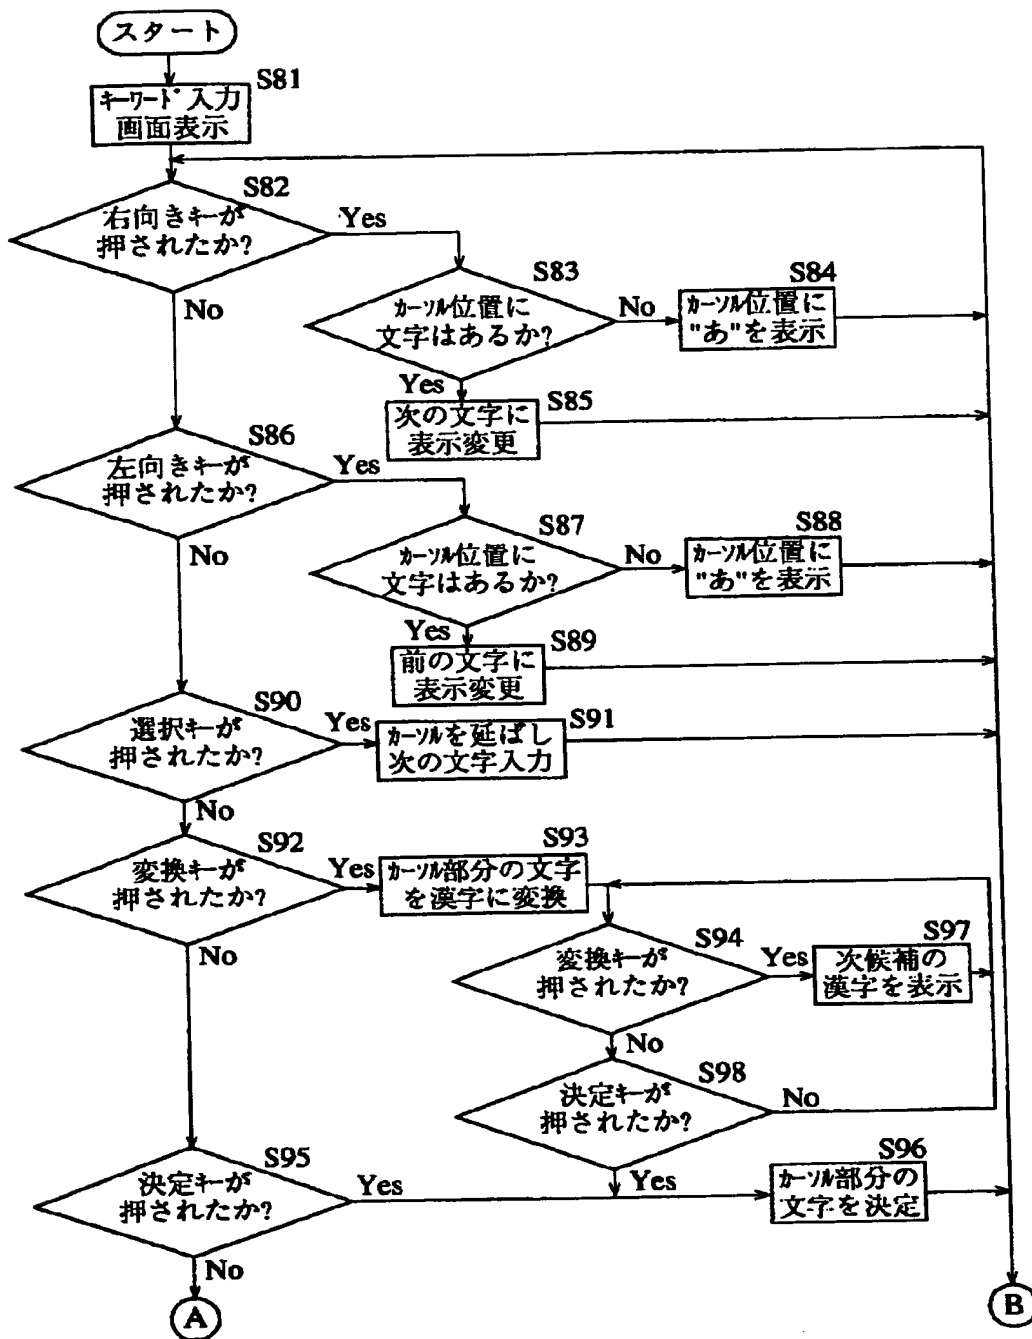 スタート
S81
キーワード入力
画面表示
S82
右向きキーが
押されたか?
Yes
No
S83
カーソル位置に
文字はあるか?
No
Yes
S84
カーソル位置に
"あ"を表示
S85
次の文字に
表示変更
S86
左向きキーが
押されたか?
Yes
No
S87
カーソル位置に
文字はあるか?
No
Yes
S88
カーソル位置に
"あ"を表示
S89
前の文字に
表示変更
S90
選択キーが
押されたか?
Yes
No
S91
カーソルを延ばし
次の文字入力
S92
変換キーが
押されたか?
Yes
No
S93
カーソル部分の文字
を漢字に変換
S94
変換キーが
押されたか?
Yes
No
S97
次候補の
漢字を表示
S98
決定キーが
押されたか?
No
Yes
S95
決定キーが
押されたか?
Yes
No
S96
カーソル部分の
文字を決定
A
B